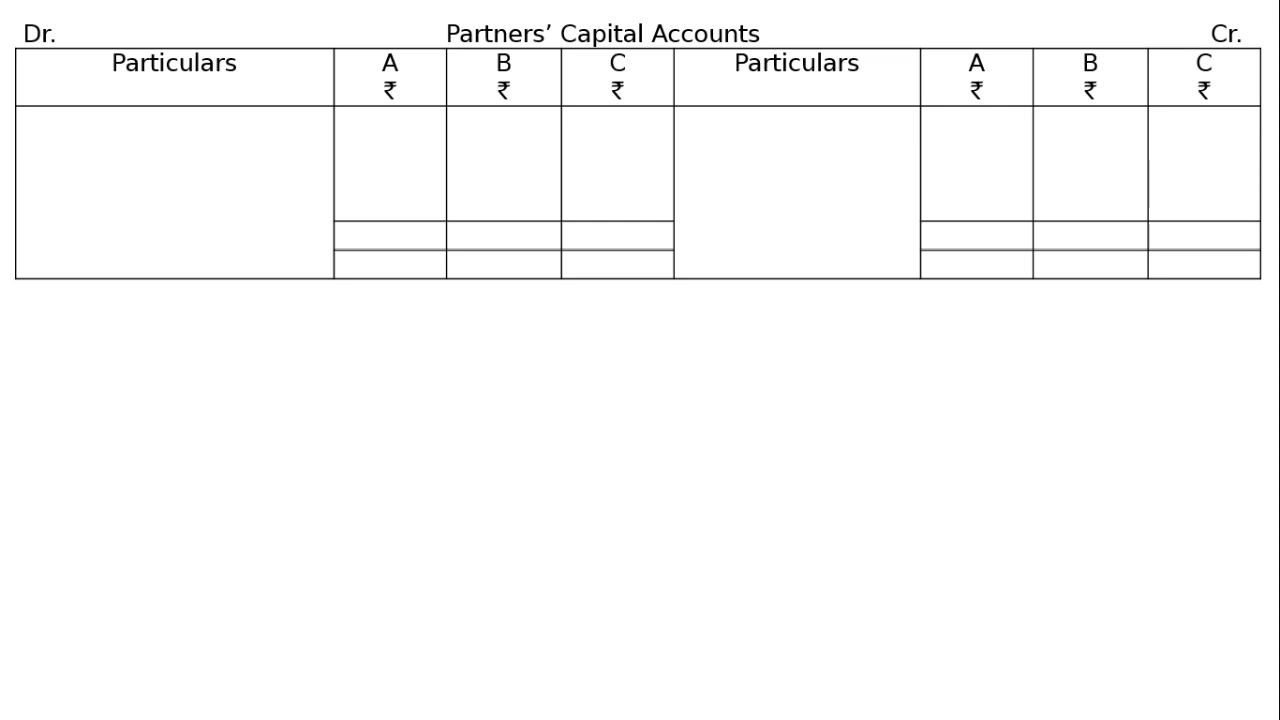 Dr. Partners’ Capital Accounts Cr.
Particulars A B C Particulars A B C
₹ ₹ ₹ ₹ ₹ ₹